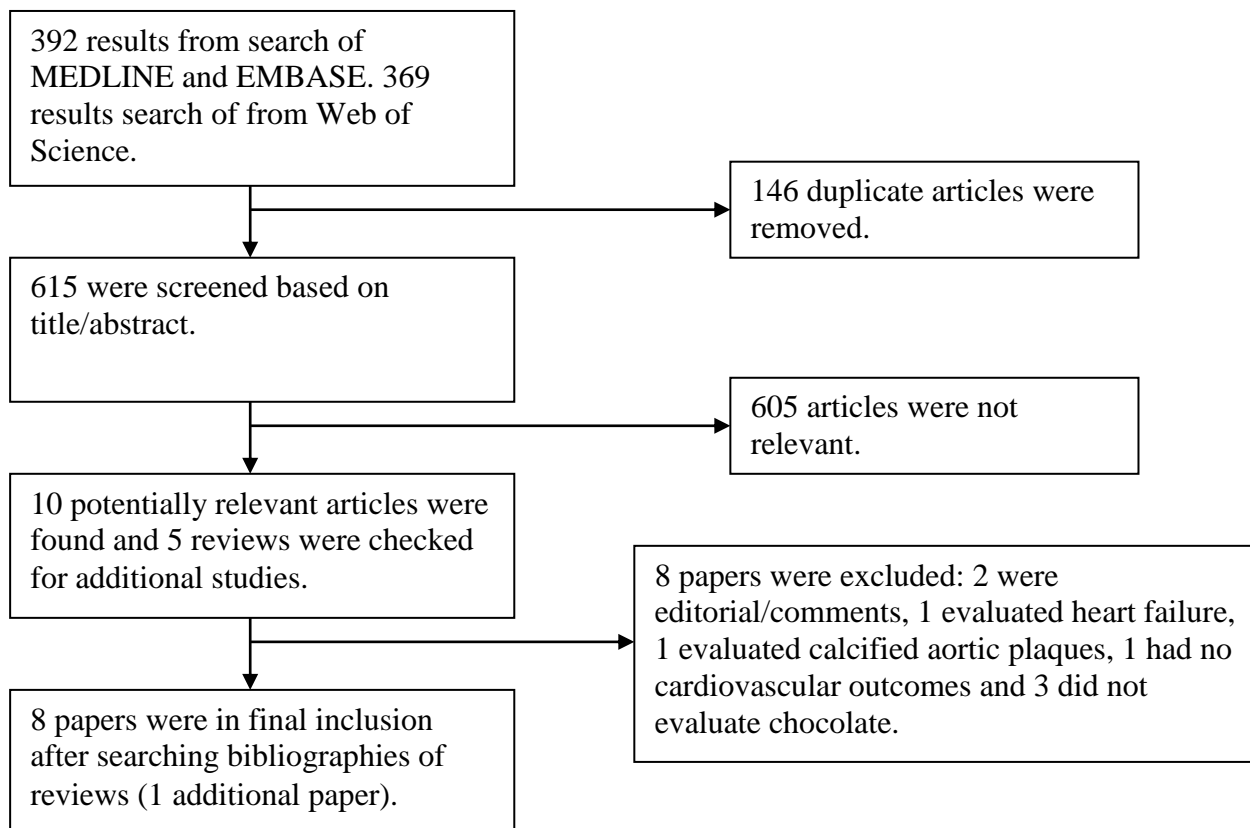 392 results from search of
MEDLINE and EMBASE. 369
results search of from Web of
Science.
146 duplicate articles were
removed.
615 were screened based on
title/abstract.
605 articles were not
relevant.
10 potentially relevant articles were
found and 5 reviews were checked
for additional studies.
8 papers were excluded: 2 were
editorial/comments, 1 evaluated heart failure,
1 evaluated calcified aortic plaques, 1 had no
cardiovascular outcomes and 3 did not
evaluate chocolate.
8 papers were in final inclusion
after searching bibliographies of
reviews (1 additional paper).